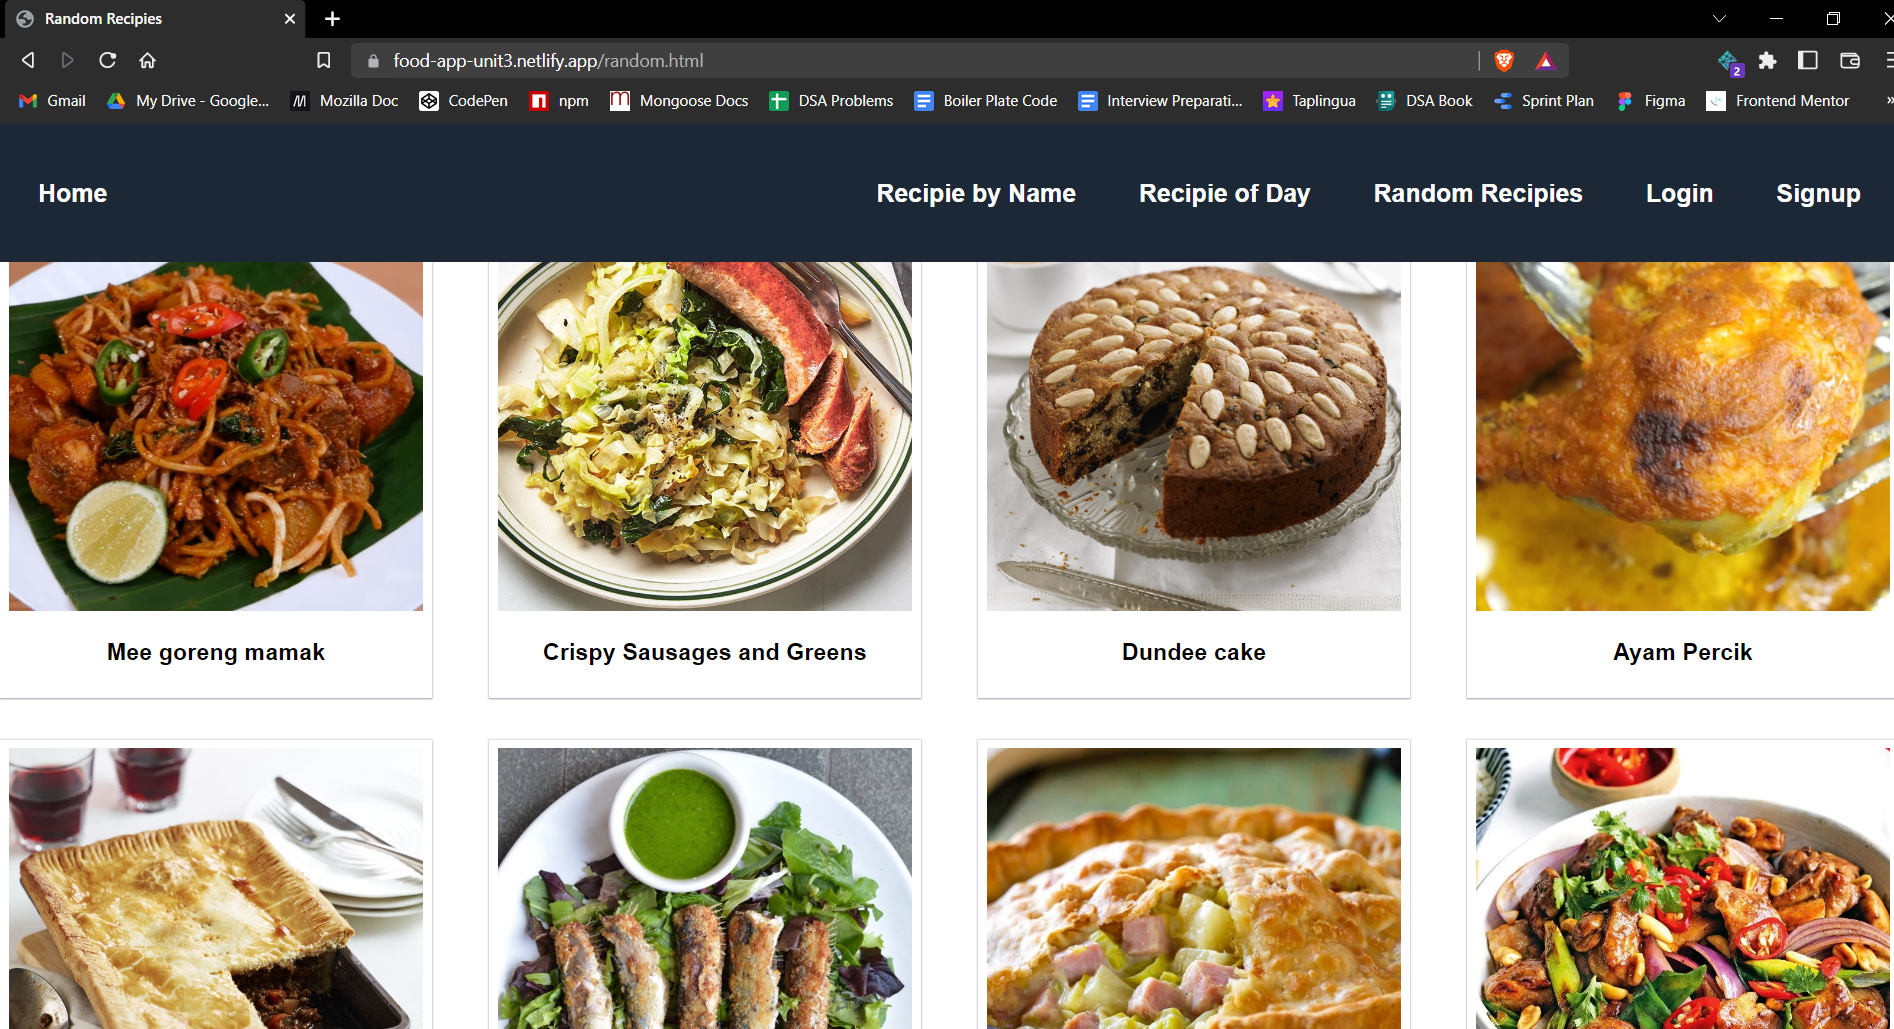 Random Recipies
food-app-unit3.netlify.app/random.html
2
Gmail My Drive - Google... Mozilla Doc CodePen npm Mongoose Docs DSA Problems Boiler Plate Code Interview Preparati... Taplingua DSA Book Sprint Plan Figma Frontend Mentor »
Home Recipie by Name Recipie of Day Random Recipies Login Signup
Mee goreng mamak Crispy Sausages and Greens Dundee cake Ayam Percik